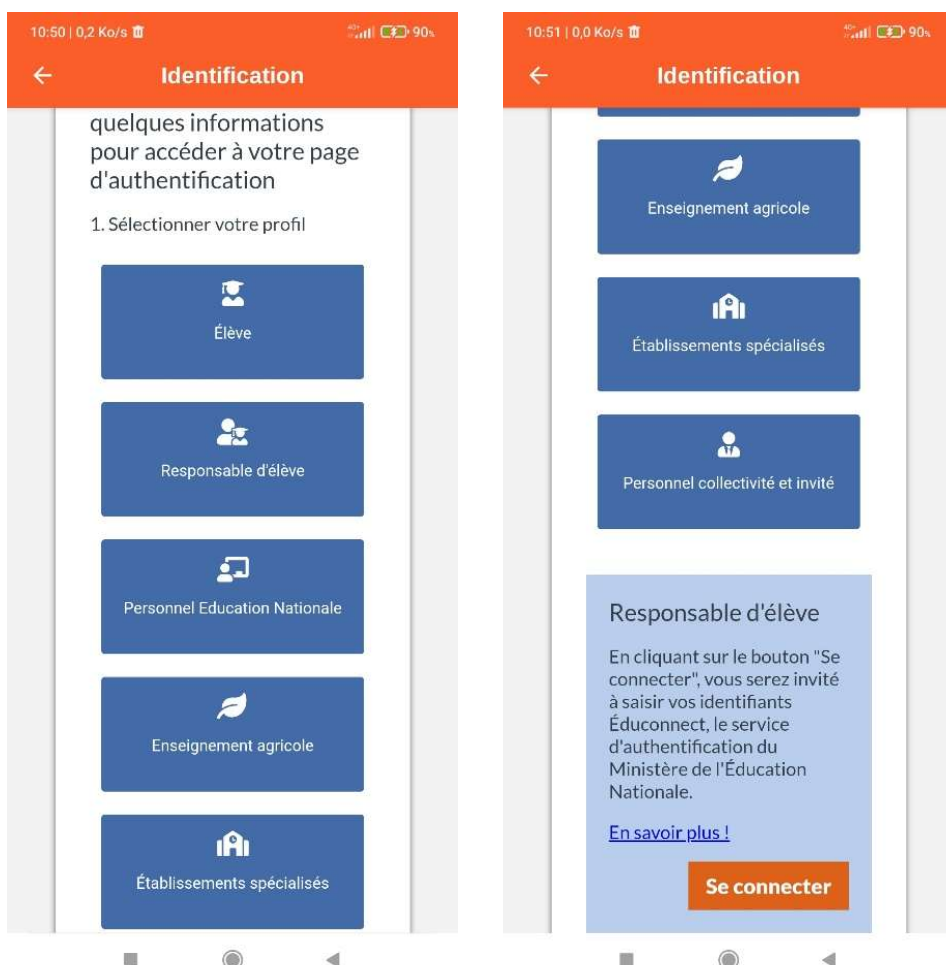 10:50 | 0,2 Ko/s
90%
Identification
quelques informations
pour accéder à votre page
d'authentification
1. Sélectionner votre profil
Élève
Responsable d'élève
Personnel Education Nationale
Enseignement agricole
Établissements spécialisés
10:51 | 0,0 Ko/s
90%
Identification
Enseignement agricole
Établissements spécialisés
Personnel collectivité et invité
Responsable d'élève
En cliquant sur le bouton "Se
connecter", vous serez invité
à saisir vos identifiants
Éduconnect, le service
d'authentification du
Ministère de l'Éducation
Nationale.
En savoir plus !
Se connecter